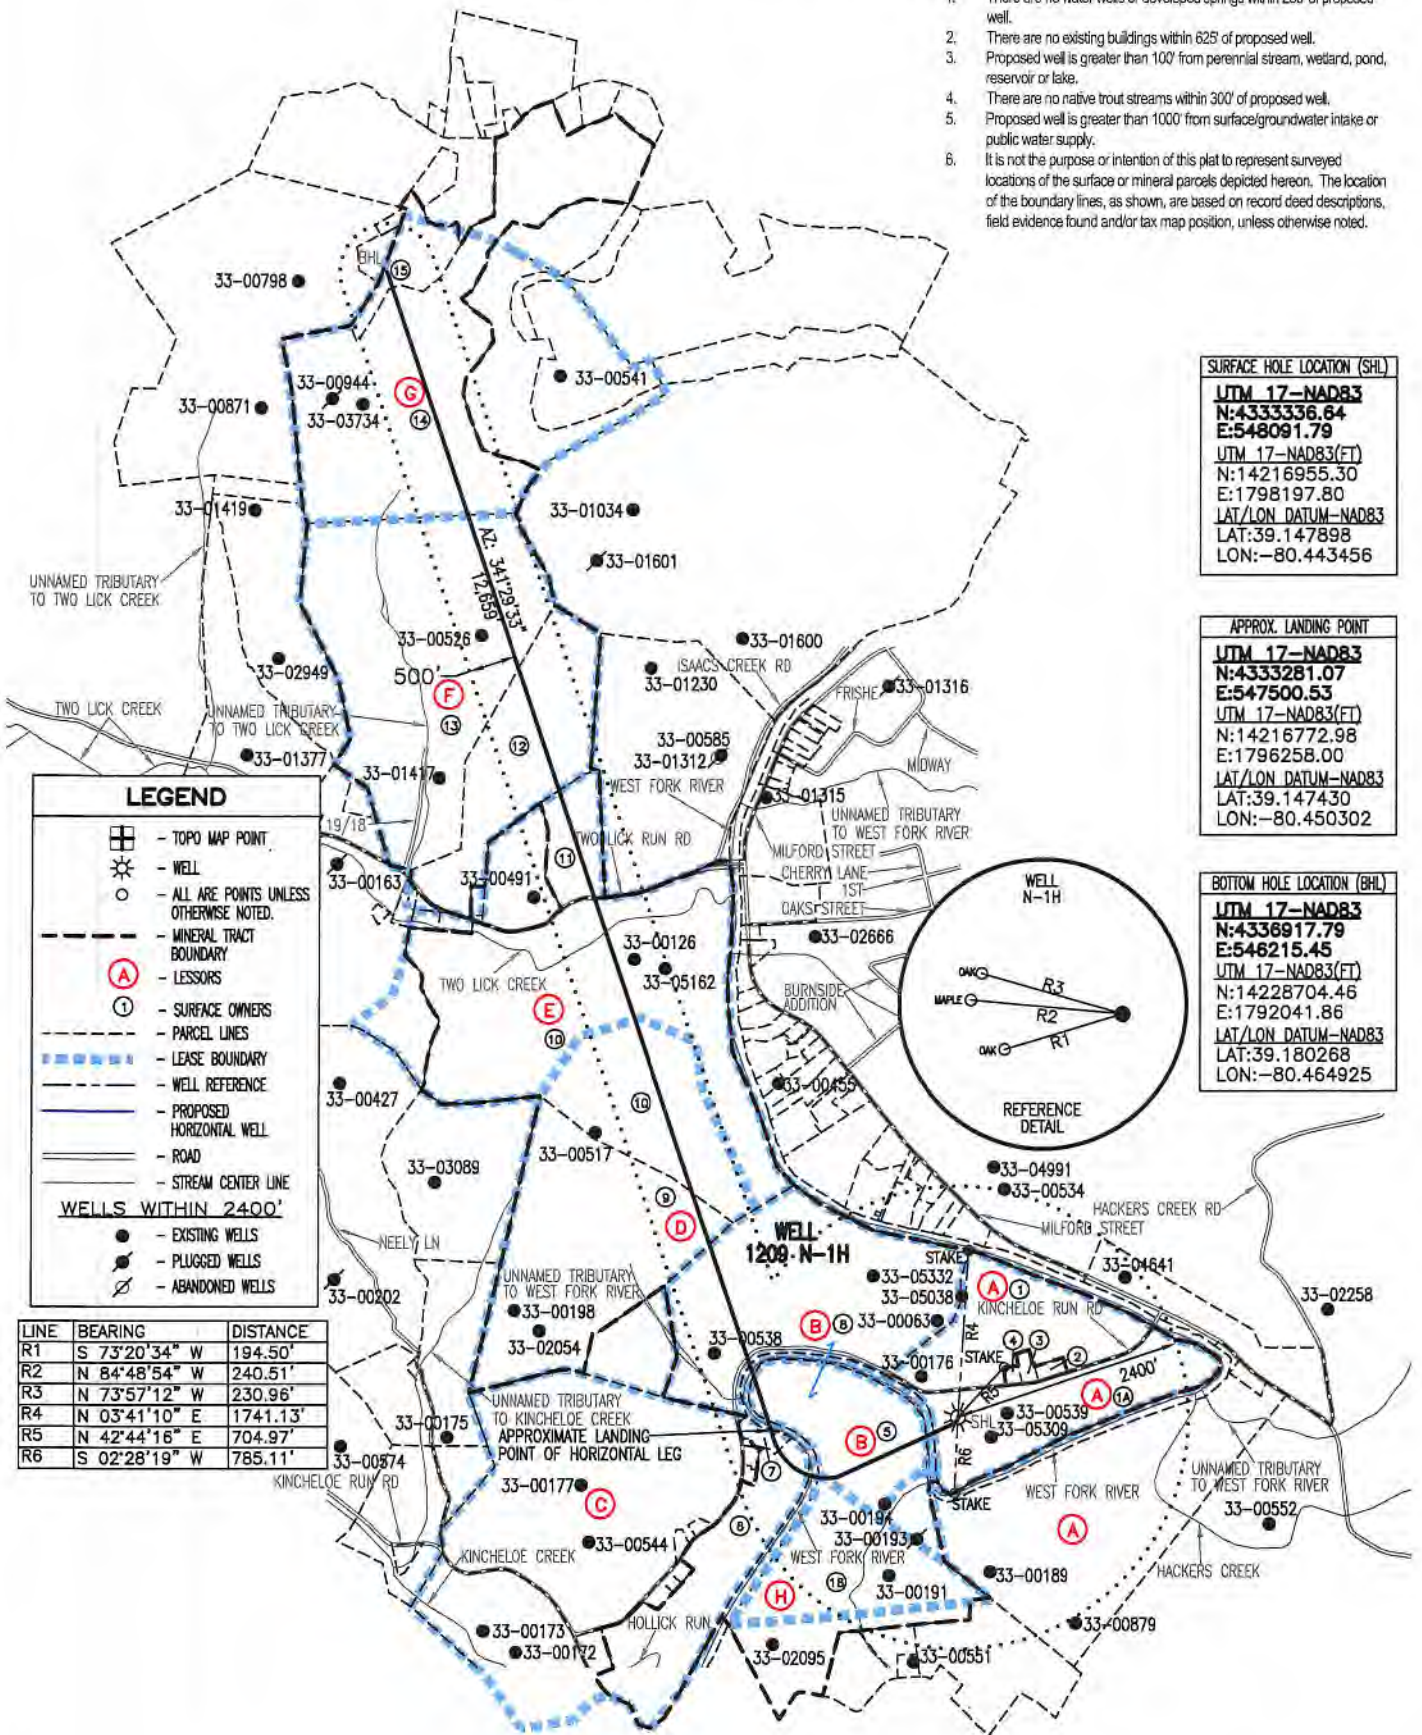 well.
2. There are no existing buildings within 625' of proposed well.
3. Proposed well is greater than 100' from perennial stream, wetland, pond,
reservoir or lake.
4. There are no native trout streams within 300' of proposed well.
5. Proposed well is greater than 1000' from surface/groundwater intake or
public water supply.
6. It is not the purpose or intention of this plat to represent surveyed
locations of the surface or mineral parcels depicted hereon. The location
of the boundary lines, as shown, are based on record deed descriptions,
field evidence found and/or tax map position, unless otherwise noted.
SURFACE HOLE LOCATION (SHL)
UTM 17-NAD83
N:4333336.64
E:548091.79
UTM 17-NAD83(FT)
N:14216955.30
E:1798197.80
LAT/LON DATUM-NAD83
LAT:39.147898
LON:-80.443456
APPROX. LANDING POINT
UTM 17-NAD83
N:4333281.07
E:547500.53
UTM 17-NAD83(FT)
N:14216772.98
E:1796258.00
LAT/LON DATUM-NAD83
LAT:39.147430
LON:-80.450302
BOTTOM HOLE LOCATION (BHL)
UTM 17-NAD83
N:4336917.79
E:546215.45
UTM 17-NAD83(FT)
N:14228704.46
E:1792041.86
LAT/LON DATUM-NAD83
LAT:39.180268
LON:-80.464925
BHL
15
33-00798
33-00541
33-00944
33-00871
33-03734
G
14
33-01419
33-01034
33-01601
AZ: 341°29'33"
12,659'
UNNAMED TRIBUTARY
TO TWO LICK CREEK
33-00526
33-01600
33-02949
500'
33-01230
ISAACS CREEK RD
FRISHE
33-01316
F
13
12
TWO LICK CREEK
UNNAMED TRIBUTARY
TO TWO LICK CREEK
33-01377
33-00585
33-01312
MIDWAY
33-01417
WEST FORK RIVER
33-01315
UNNAMED TRIBUTARY
TO WEST FORK RIVER
19/18
TWO LICK RUN RD
MILFORD STREET
CHERRY LANE
1ST
OAKS STREET
33-00163
33-00491
11
33-02666
33-00126
33-05162
TWO LICK CREEK
E
10
BURNSIDE
ADDITION
10
33-00427
33-00455
LEGEND
- TOPO MAP POINT
- WELL
- ALL ARE POINTS UNLESS
OTHERWISE NOTED.
- MINERAL TRACT
BOUNDARY
A - LESSORS
1 - SURFACE OWNERS
- PARCEL LINES
- LEASE BOUNDARY
- WELL REFERENCE
- PROPOSED
HORIZONTAL WELL
- ROAD
- STREAM CENTER LINE
WELLS WITHIN 2400'
- EXISTING WELLS
- PLUGGED WELLS
- ABANDONED WELLS
WELL
N-1H
OAK
R3
MAPLE
R2
OAK
R1
REFERENCE
DETAIL
33-00517
33-03089
33-04991
33-00534
HACKERS CREEK RD
MILFORD STREET
9
D
NEELY LN
WELL
1209 N-1H
STAKE
33-04641
UNNAMED TRIBUTARY
TO WEST FORK RIVER
33-05332
33-05038
A
1
33-00202
33-00198
KINCHELOE RUN RD
33-02258
33-02054
33-00538
B
8
33-00063
R4
4
3
2
STAKE
33-00176
2400'
R5
A
1A
LINE BEARING DISTANCE
R1 S 73°20'34" W 194.50'
R2 N 84°48'54" W 240.51'
R3 N 73°57'12" W 230.96'
R4 N 03°41'10" E 1741.13'
R5 N 42°44'16" E 704.97'
R6 S 02°28'19" W 785.11'
UNNAMED TRIBUTARY
TO KINCHELOE CREEK
33-00175
APPROXIMATE LANDING
POINT OF HORIZONTAL LEG
B
5
SHL
33-00539
33-05309
33-00574
KINCHELOE RUN RD
7
R6
UNNAMED TRIBUTARY
TO WEST FORK RIVER
33-00177
C
STAKE
WEST FORK RIVER
33-00552
33-00194
6
A
33-00193
33-00544
KINCHELOE CREEK
WEST FORK RIVER
1B
33-00189
HACKERS CREEK
33-00191
H
33-00173
HOLLICK RUN
33-00879
33-00172
33-02095
33-00551